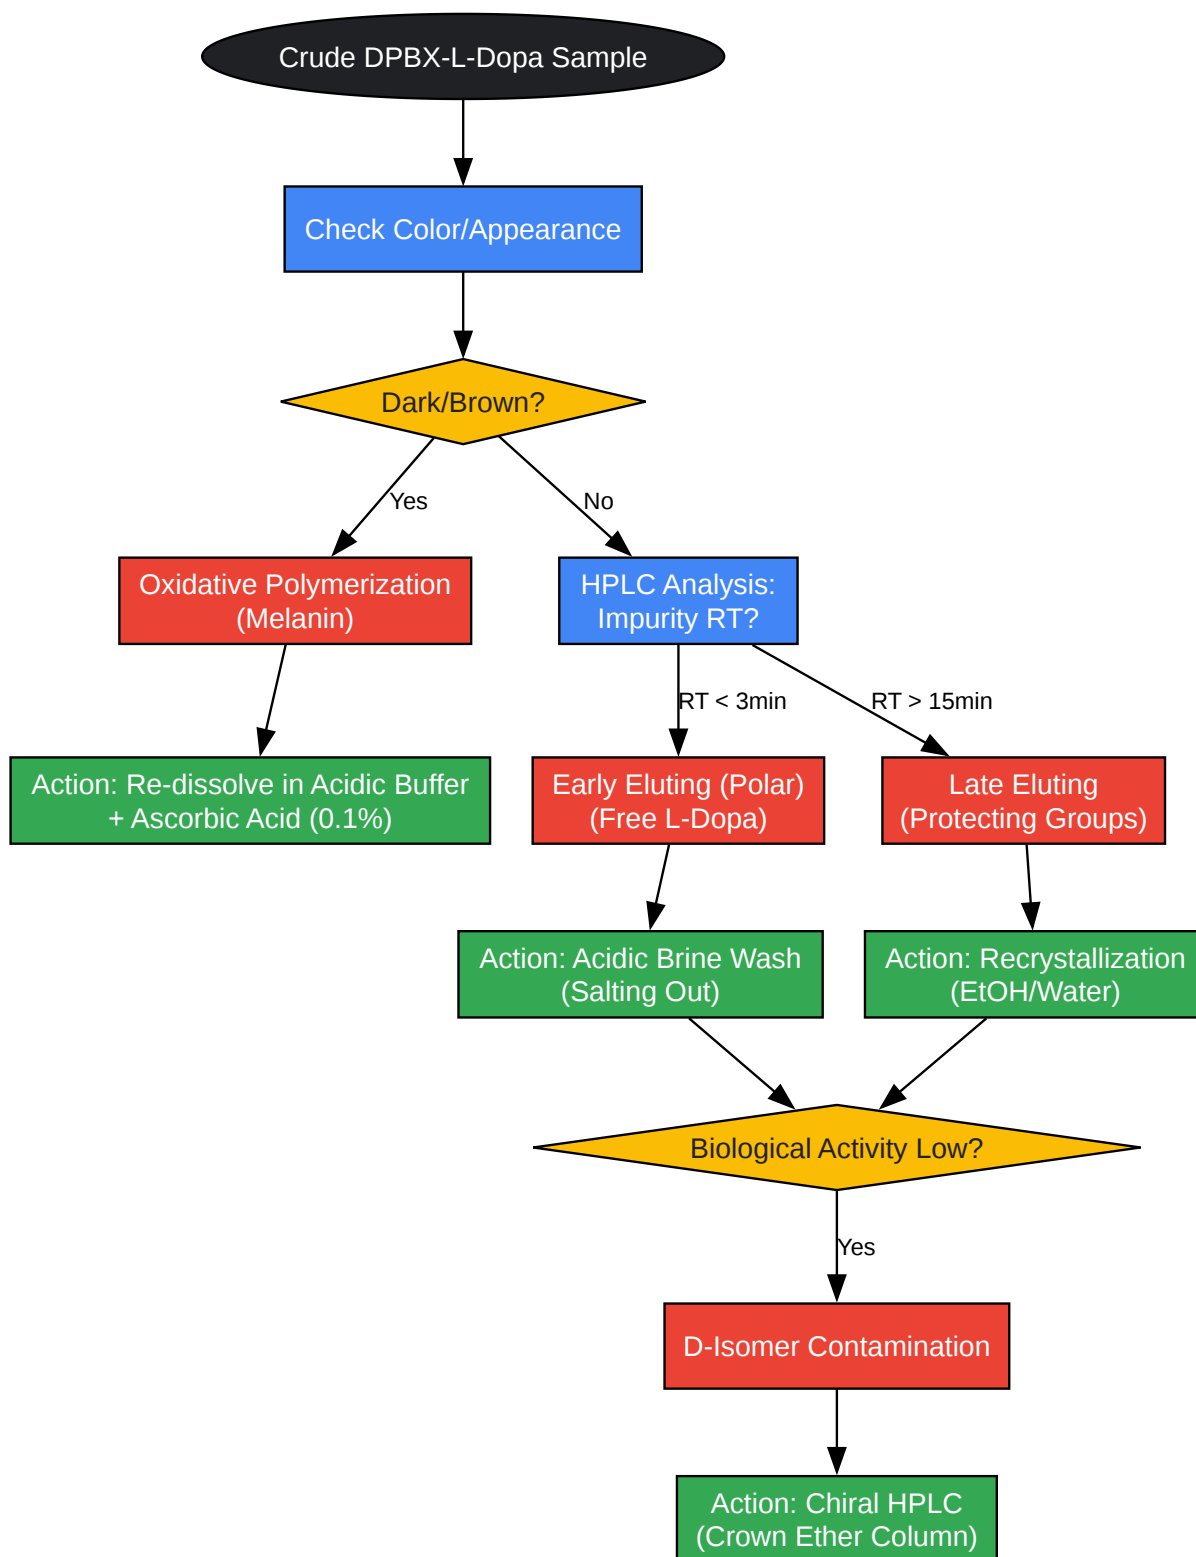 Crude DPBX-L-Dopa Sample
Check Color/Appearance
Dark/Brown?
Yes
No
Oxidative Polymerization
(Melanin)
HPLC Analysis:
Impurity RT?
RT < 3min
RT > 15min
Action: Re-dissolve in Acidic Buffer
+ Ascorbic Acid (0.1%)
Early Eluting (Polar)
(Free L-Dopa)
Late Eluting
(Protecting Groups)
Action: Acidic Brine Wash
(Salting Out)
Action: Recrystallization
(EtOH/Water)
Biological Activity Low?
Yes
D-Isomer Contamination
Action: Chiral HPLC
(Crown Ether Column)